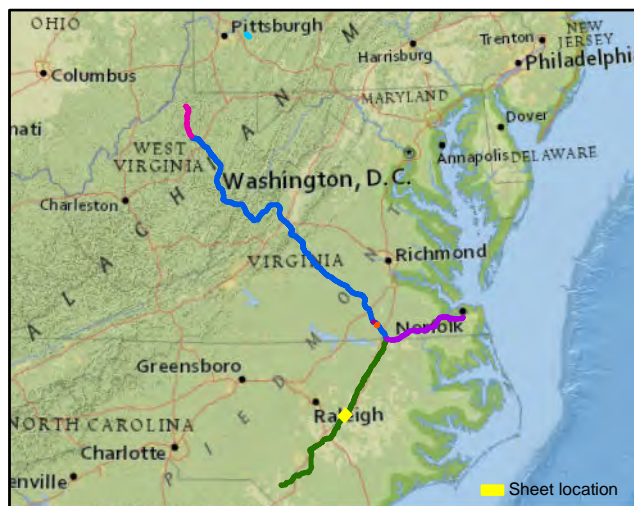 OHIO
Pittsburgh
Harrisburg
Trenton
NEW
JERSEY
Philadelphia
Columbus
MARYLAND
Dover
nati
WEST
VIRGINIA
Annapolis
DELAWARE
Washington, D.C.
Charleston
Richmond
VIRGINIA
A L A C H I A N M
Norfolk
Greensboro
P I E D M O N T
Raleigh
NORTH CAROLINA
Charlotte
enville
Sheet location